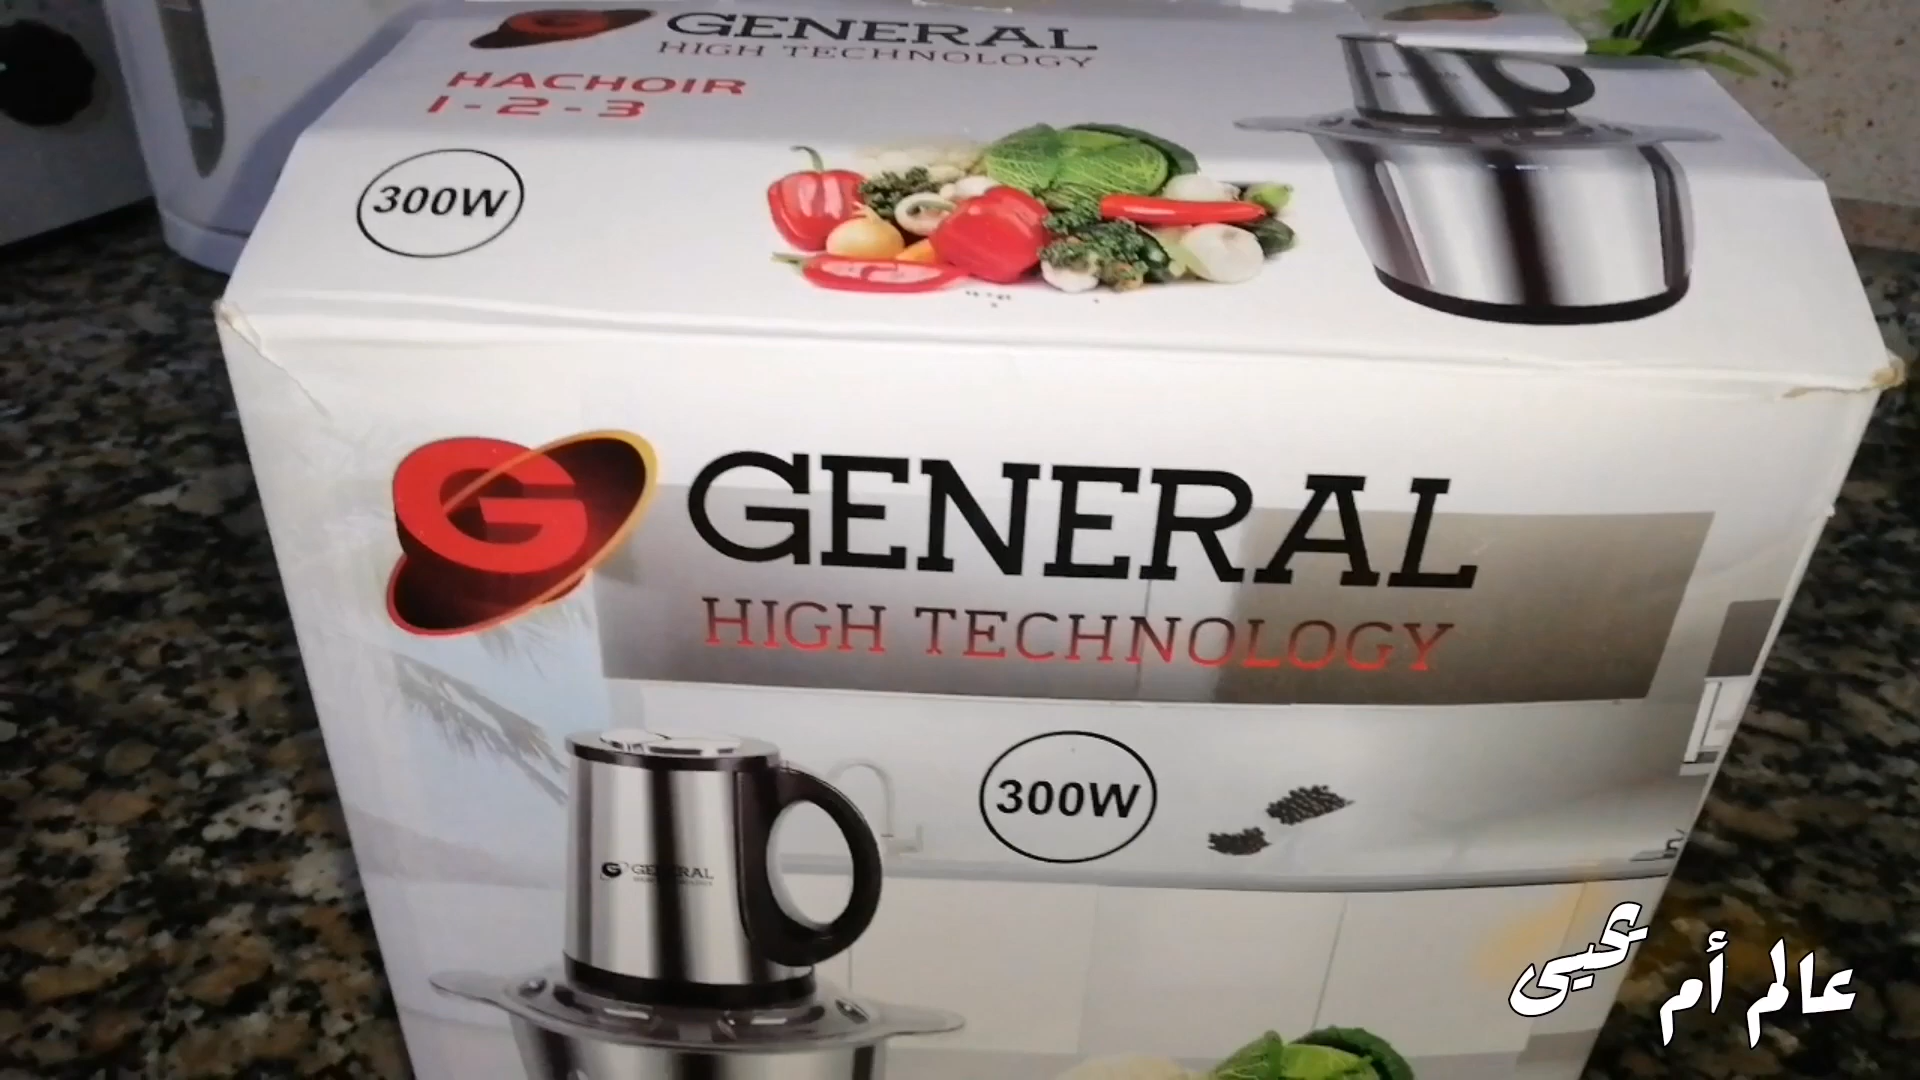 GENERAL
HIGH TECHNOLOGY
HACHOIR
1-2-3
300W
GENERAL
HIGH TECHNOLOGY
300W
GENERAL
عالم أم يحيى